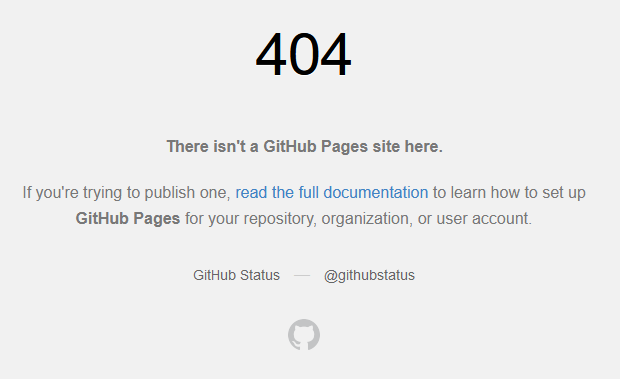 404
There isn't a GitHub Pages site here.
If you're trying to publish one, read the full documentation to learn how to set up
GitHub Pages for your repository, organization, or user account.
GitHub Status — @githubstatus